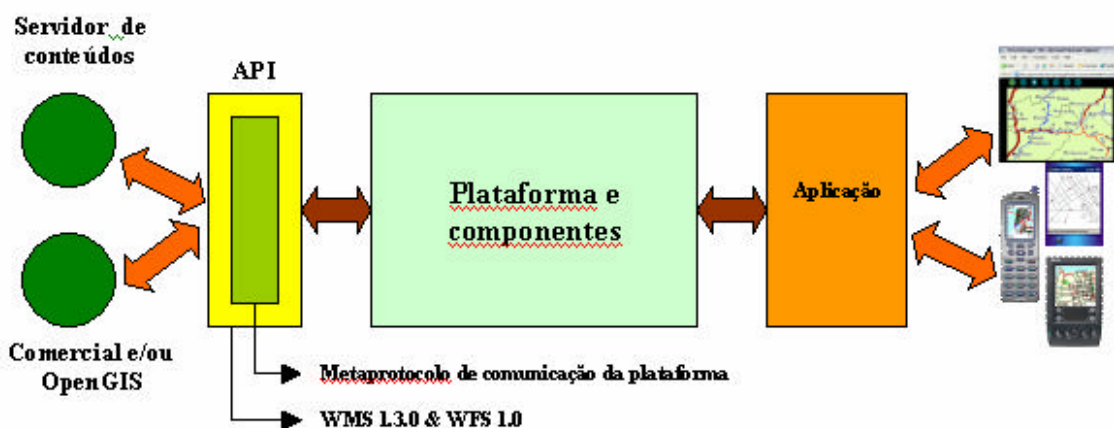 Servidor de
conteúdos
API
Plataforma e
componentes
Aplicação
Comercial e/ou
OpenGIS
Metaprotocolo de comunicação da plataforma
WMS 1.3.0 & WFS 1.0